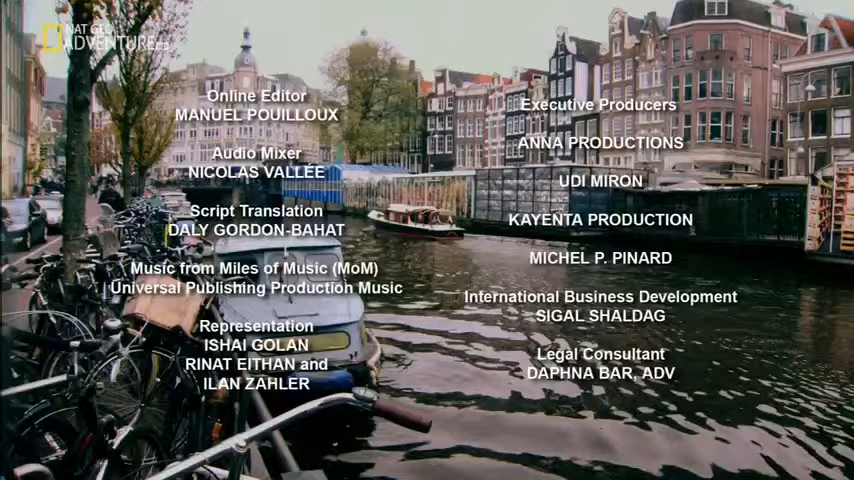 NAT GEO
ADVENTURE HD
Online Editor
MANUEL POUILLOUX
Audio Mixer
NICOLAS VALLÉE
Script Translation
DALY GORDON-BAHAT
Music from Miles of Music (MoM)
Universal Publishing Production Music
Representation
ISHAI GOLAN
RINAT EITHAN and
ILAN ZAHLER
Executive Producers
ANNA PRODUCTIONS
UDI MIRON
KAYENTA PRODUCTION
MICHEL P. PINARD
International Business Development
SIGAL SHALDAG
Legal Consultant
DAPHNA BAR, ADV